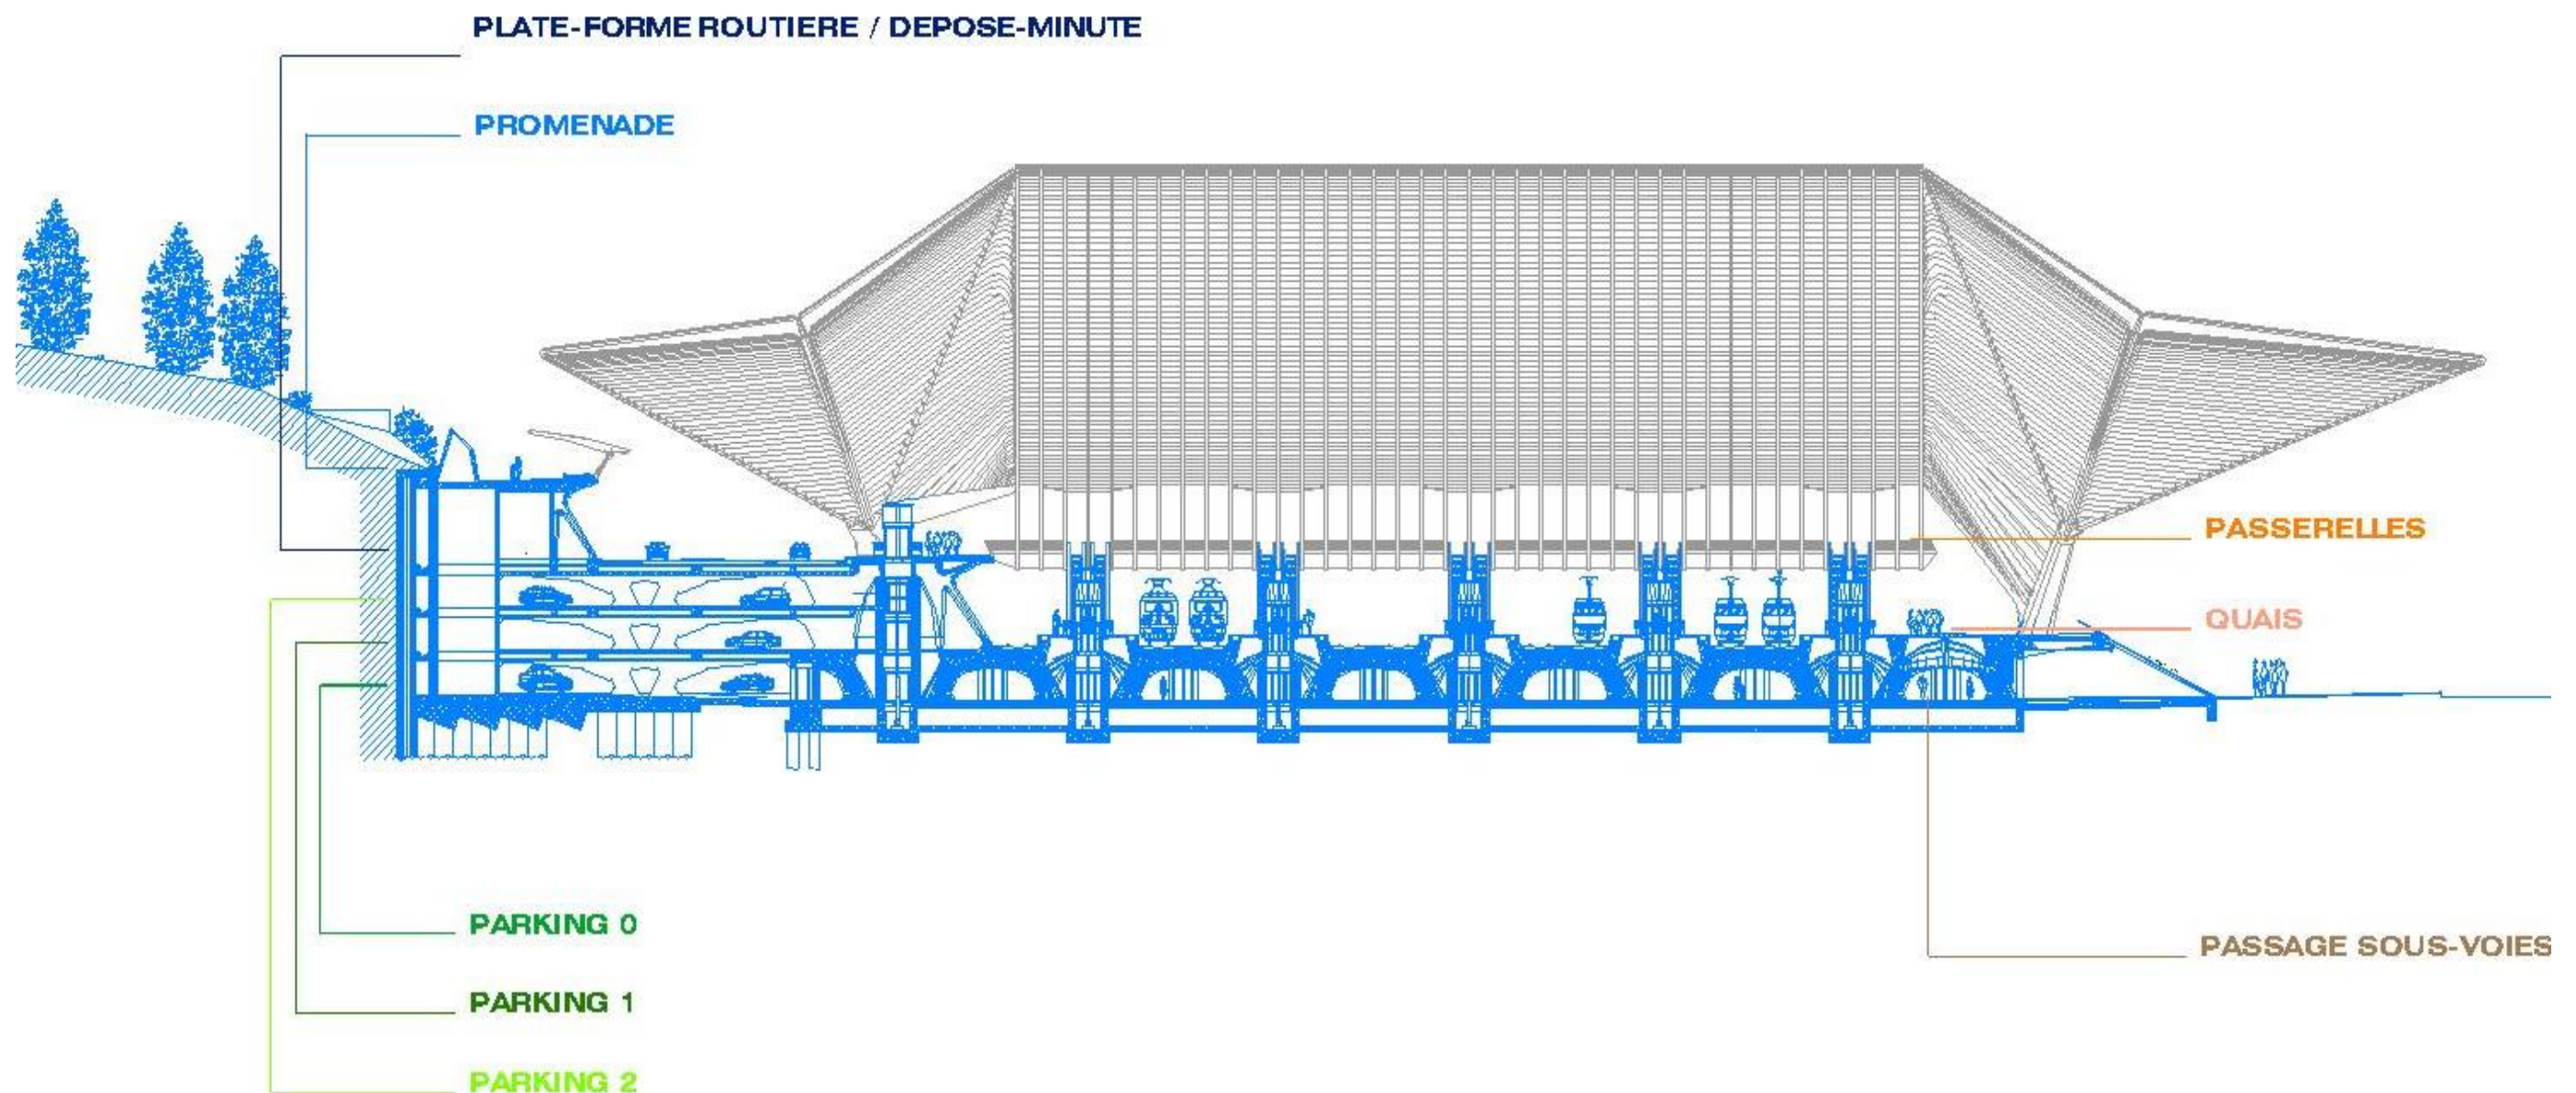 PLATE-FORME ROUTIERE / DEPOSE-MINUTE
PROMENADE
PASSERELLES
QUAIS
PARKING 0
PASSAGE SOUS-VOIES
PARKING 1
PARKING 2